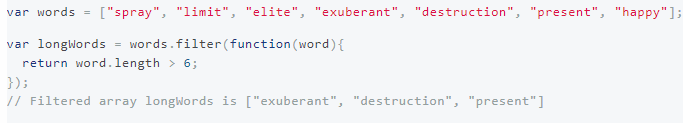 var words = ["spray", "limit", "elite", "exuberant", "destruction", "present", "happy"];
var longWords = words.filter(function(word){
  return word.length > 6;
});
// Filtered array longWords is ["exuberant", "destruction", "present"]